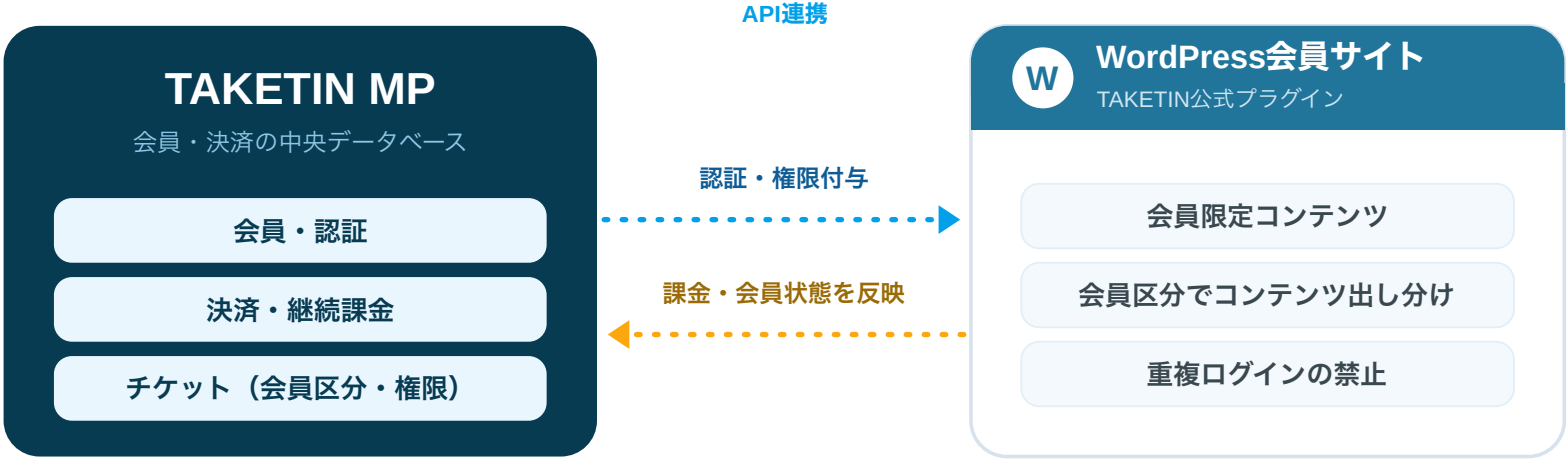 API連携
TAKETIN MP
会員・決済の中央データベース
会員・認証
決済・継続課金
チケット（会員区分・権限）
認証・権限付与
課金・会員状態を反映
W
WordPress会員サイト
TAKETIN公式プラグイン
会員限定コンテンツ
会員区分でコンテンツ出し分け
重複ログインの禁止